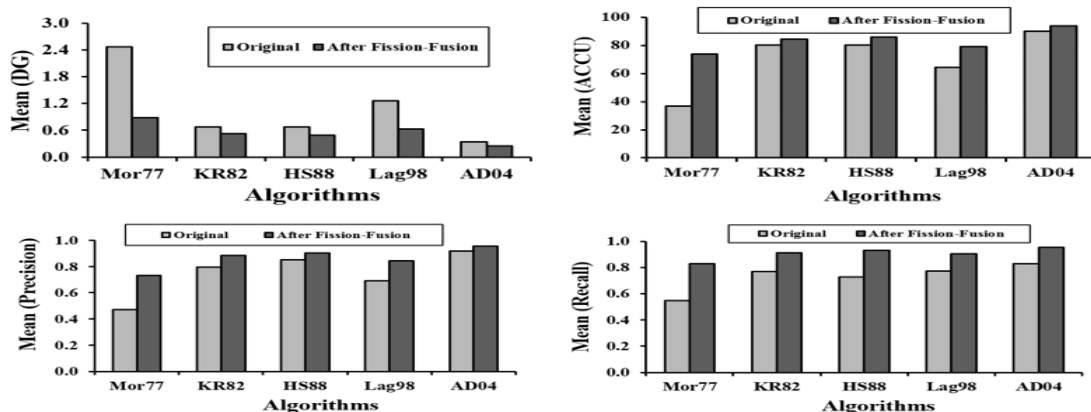 Mean (DG)
3.0
2.4
1.8
1.2
0.6
0.0
Original
After Fission-Fusion
Mor77 KR82 HS88 Lag98 AD04
Algorithms
Mean (ACCU)
100
80
60
40
20
0
Original
After Fission-Fusion
Mor77 KR82 HS88 Lag98 AD04
Algorithms
Mean (Precision)
1.0
0.8
0.6
0.4
0.2
0.0
Original
After Fission-Fusion
Mor77 KR82 HS88 Lag98 AD04
Algorithms
Mean (Recall)
1.0
0.8
0.6
0.4
0.2
0.0
Original
After Fission-Fusion
Mor77 KR82 HS88 Lag98 AD04
Algorithms